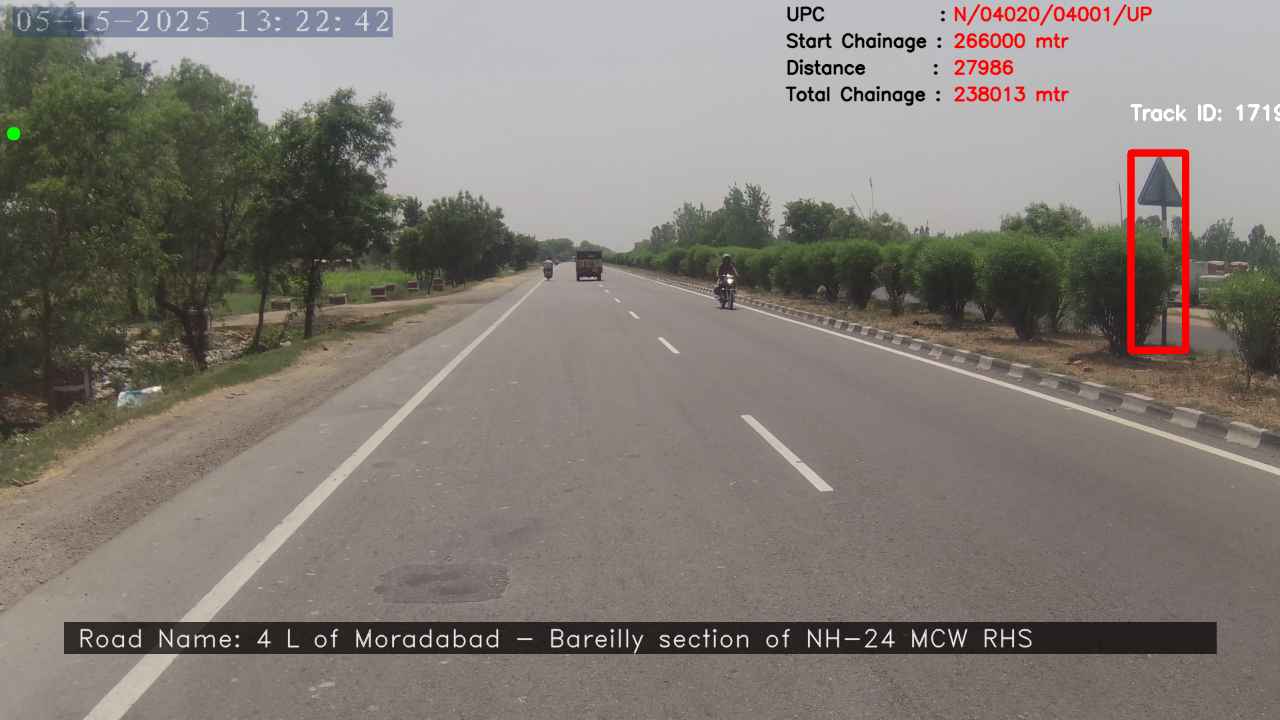 05-15-2025 13:22:42
UPC : N/04020/04001/UP
Start Chainage : 266000 mtr
Distance : 27986
Total Chainage : 238013 mtr
Track ID: 1719
Road Name: 4 L of Moradabad - Bareilly section of NH-24 MCW RHS